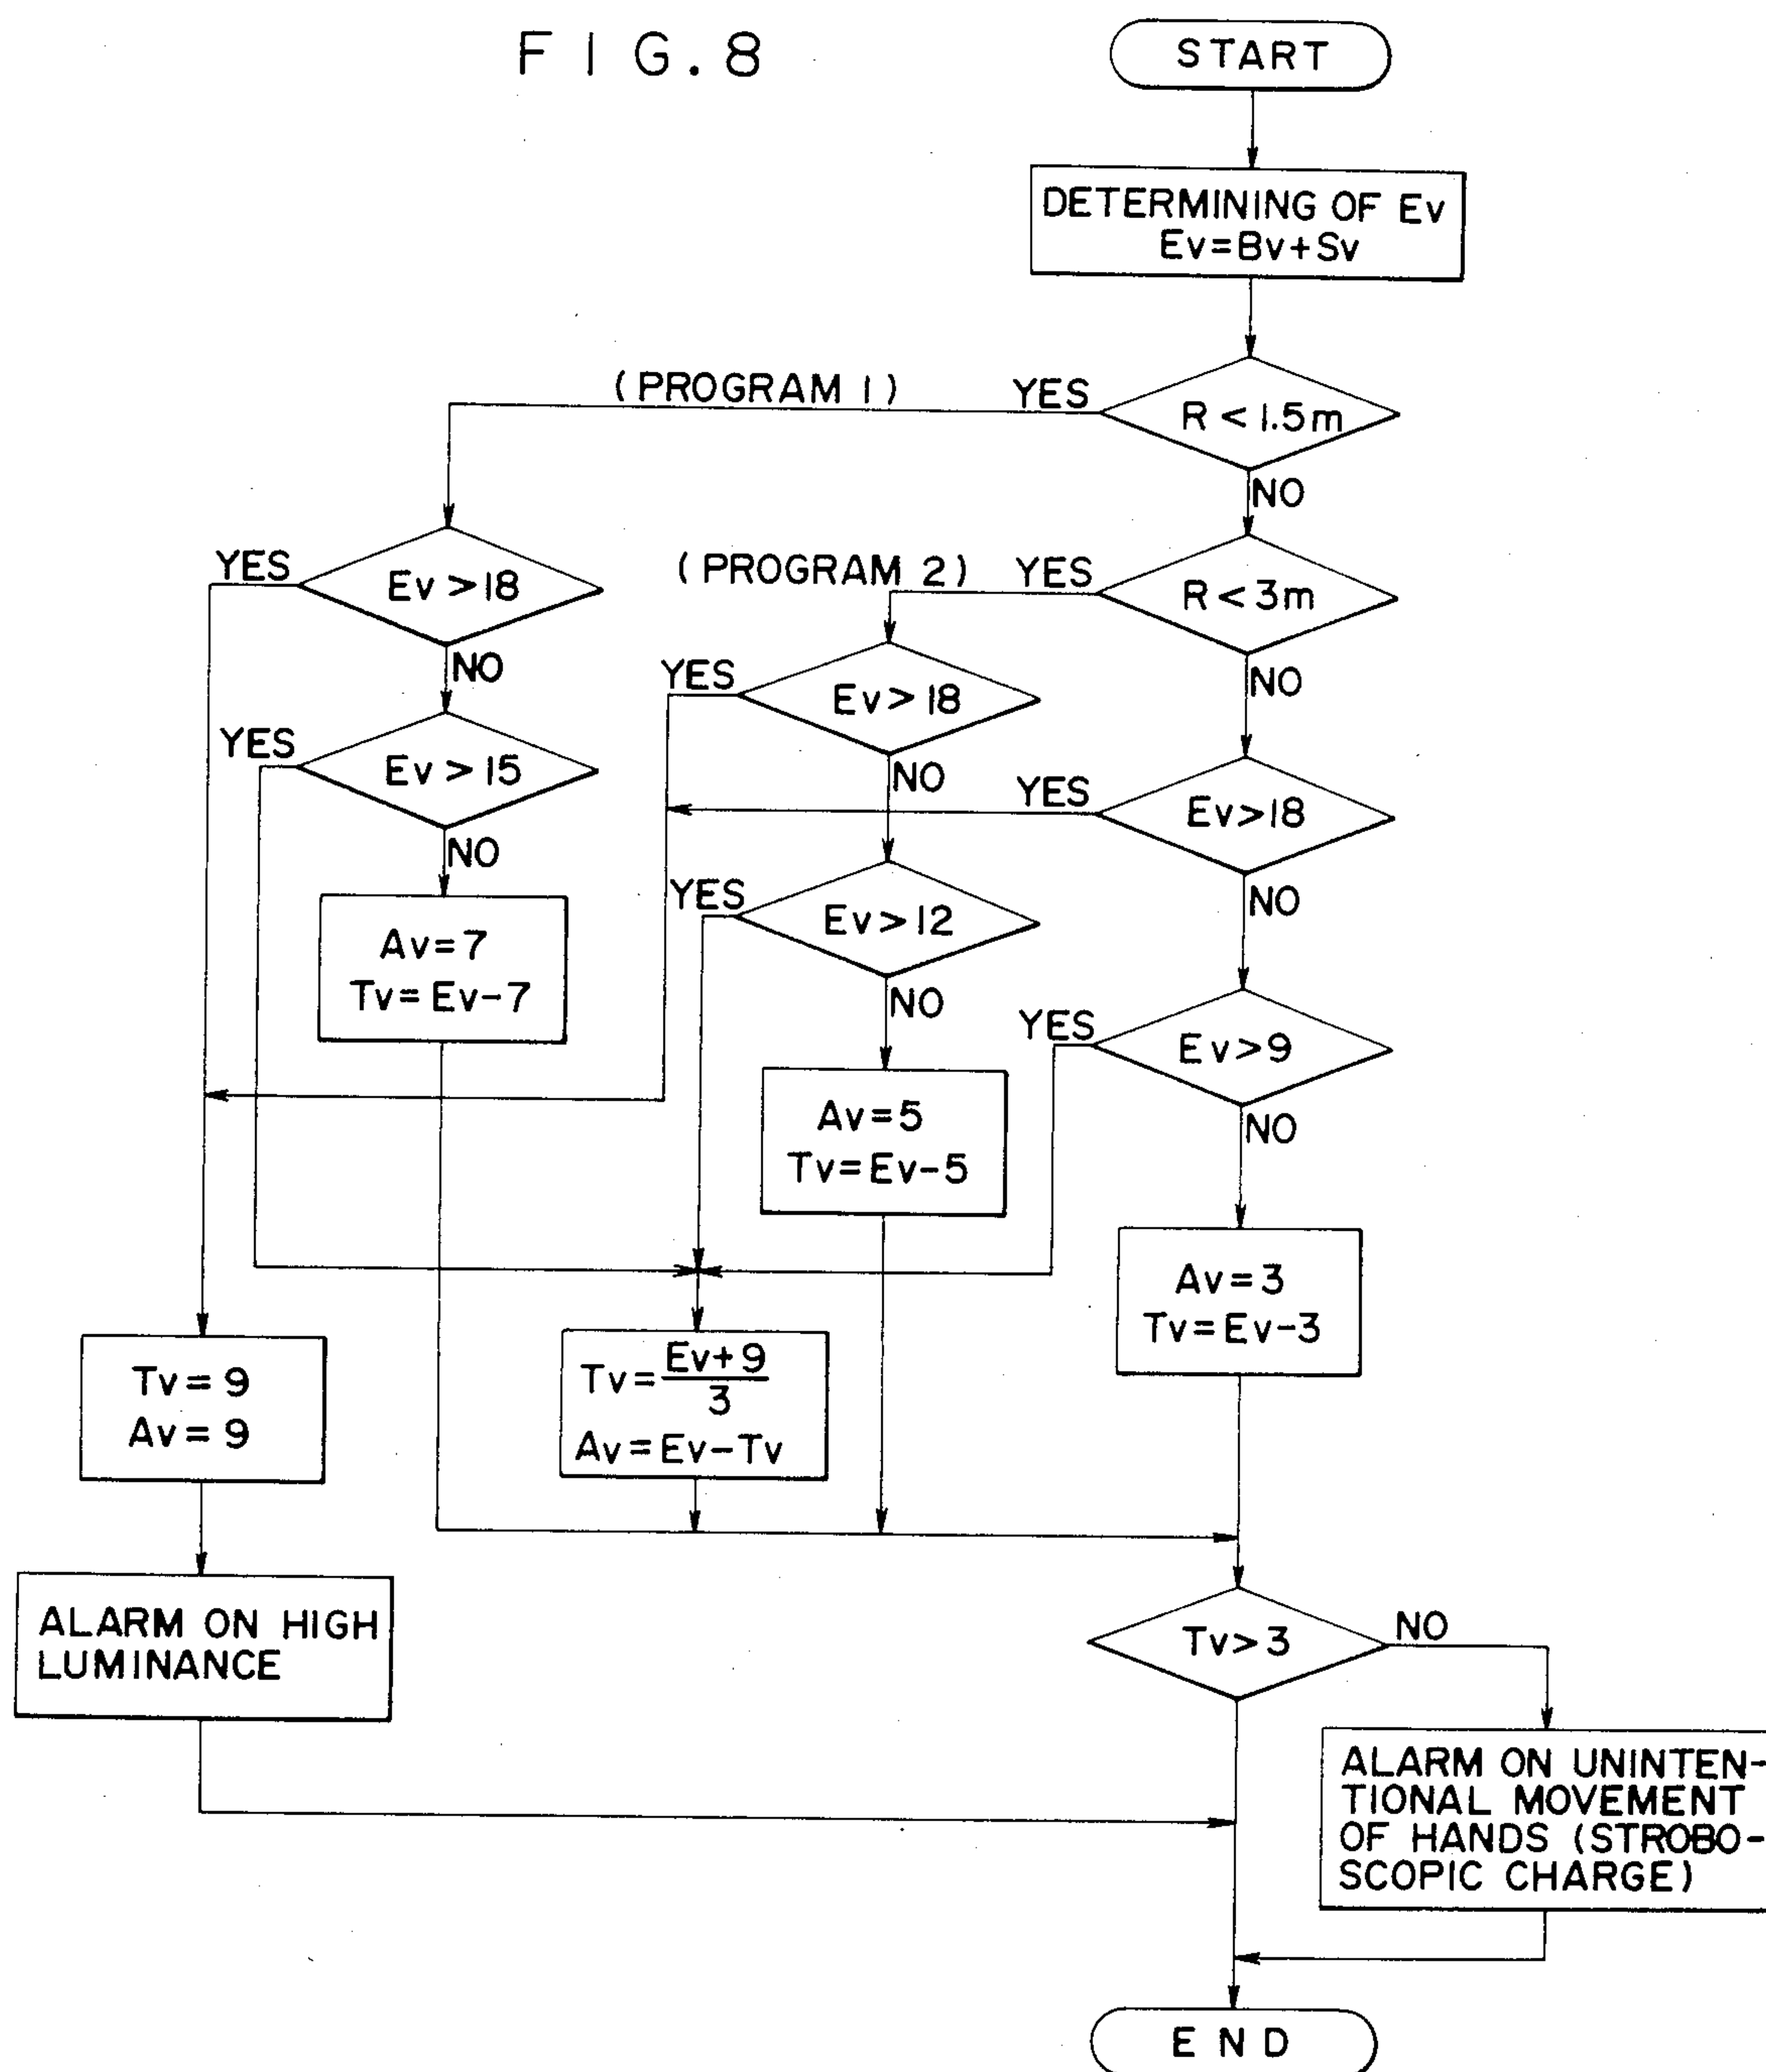 FIG. 8
START
DETERMINING OF Ev
Ev=Bv+Sv
(PROGRAM 1)
YES
R < 1.5m
NO
YES
Ev > 18
(PROGRAM 2)
YES
R < 3m
NO
YES
Ev > 18
NO
YES
Ev > 15
NO
YES
Ev>18
NO
NO
Av=7
Tv=Ev-7
YES
Ev > 12
NO
YES
Ev>9
NO
Av=5
Tv=Ev-5
Av=3
Tv=Ev-3
Tv=9
Av=9
Tv=Ev+9/3
Av=Ev-Tv
ALARM ON HIGH
LUMINANCE
Tv>3
NO
ALARM ON UNINTEN-
TIONAL MOVEMENT
OF HANDS (STROBO-
SCOPIC CHARGE)
END